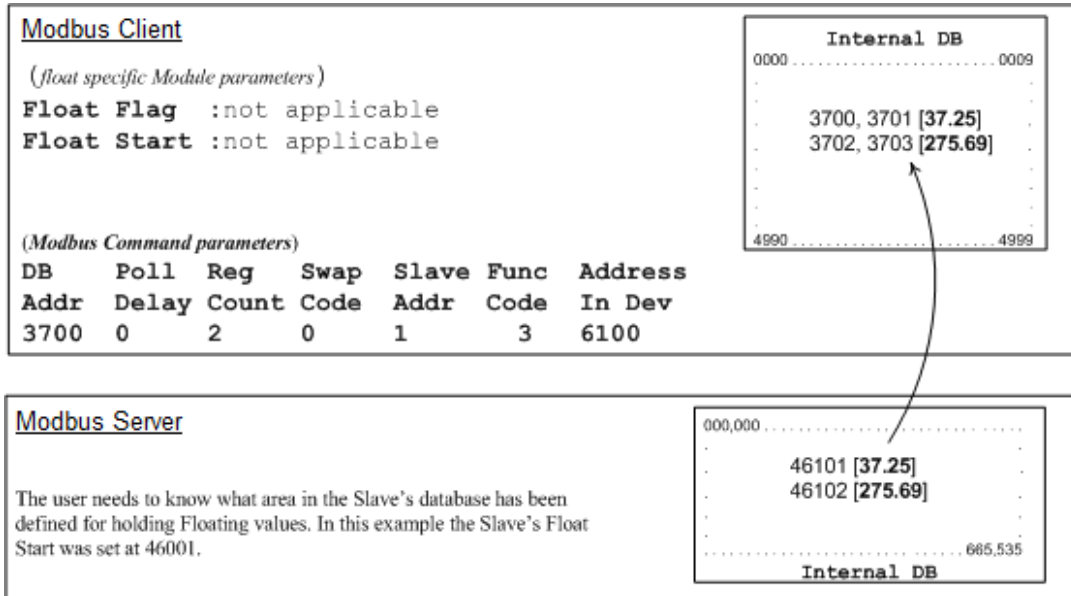 Modbus Client
(float specific Module parameters)
Float Flag :not applicable
Float Start :not applicable
(Modbus Command parameters)
DB Poll Reg Swap Slave Func Address
Addr Delay Count Code Addr Code In Dev
3700 0 2 0 1 3 6100
Internal DB
0000 . . . . . . . . . . . . . . . . . . . . . . 0009
3700, 3701 [37.25]
3702, 3703 [275.69]
4990 . . . . . . . . . . . . . . . . . . . . . . 4999
Modbus Server
The user needs to know what area in the Slave's database has been
defined for holding Floating values. In this example the Slave's Float
Start was set at 46001.
000,000 . . . . . . . . . . . . . . . . . . . . . . . . . .
46101 [37.25]
46102 [275.69]
. . . . . . . . . . . . . . . . . . . . . . . . . . 665,535
Internal DB